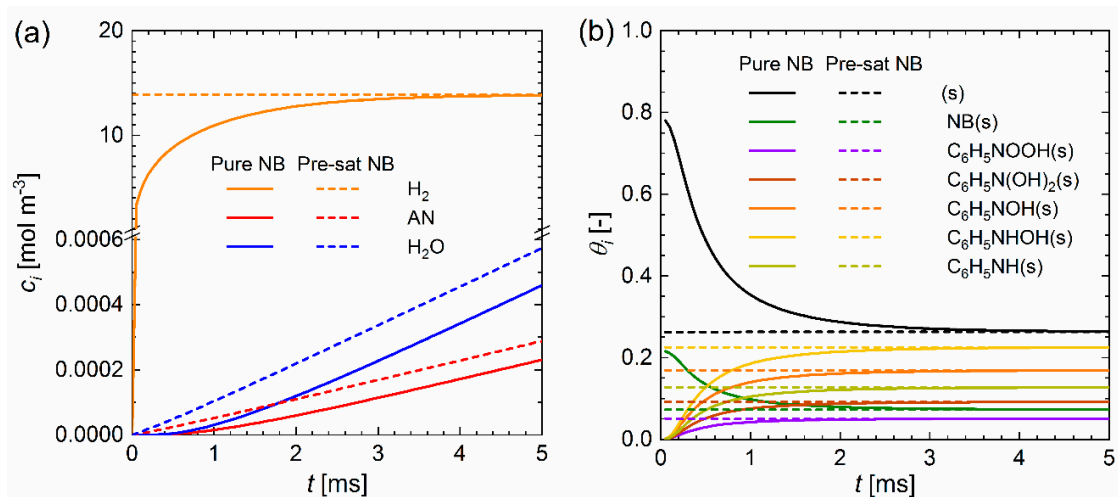 (a)
20
10
0.0006
0.0004
0.0002
0.0000
c_i [mol m⁻³]
Pure NB Pre-sat NB
H₂
AN
H₂O
0 1 2 3 4 5
t [ms]
(b)
1.0
0.8
0.6
0.4
0.2
0.0
θ_i [-]
Pure NB Pre-sat NB
(s)
NB(s)
C₆H₅NOOH(s)
C₆H₅N(OH)₂(s)
C₆H₅NOH(s)
C₆H₅NHOH(s)
C₆H₅NH(s)
0 1 2 3 4 5
t [ms]